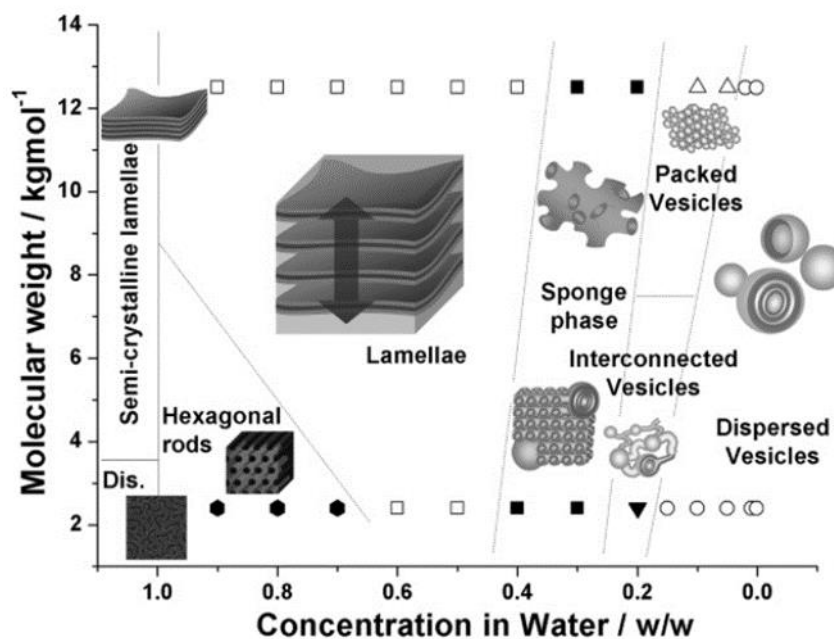 14
12
10
8
6
4
2
Molecular weight / kgmol⁻¹
Semi-crystalline lamellae
Dis.
Hexagonal
rods
Lamellae
Packed
Vesicles
Sponge
phase
Interconnected
Vesicles
Dispersed
Vesicles
1.0 0.8 0.6 0.4 0.2 0.0
Concentration in Water / w/w